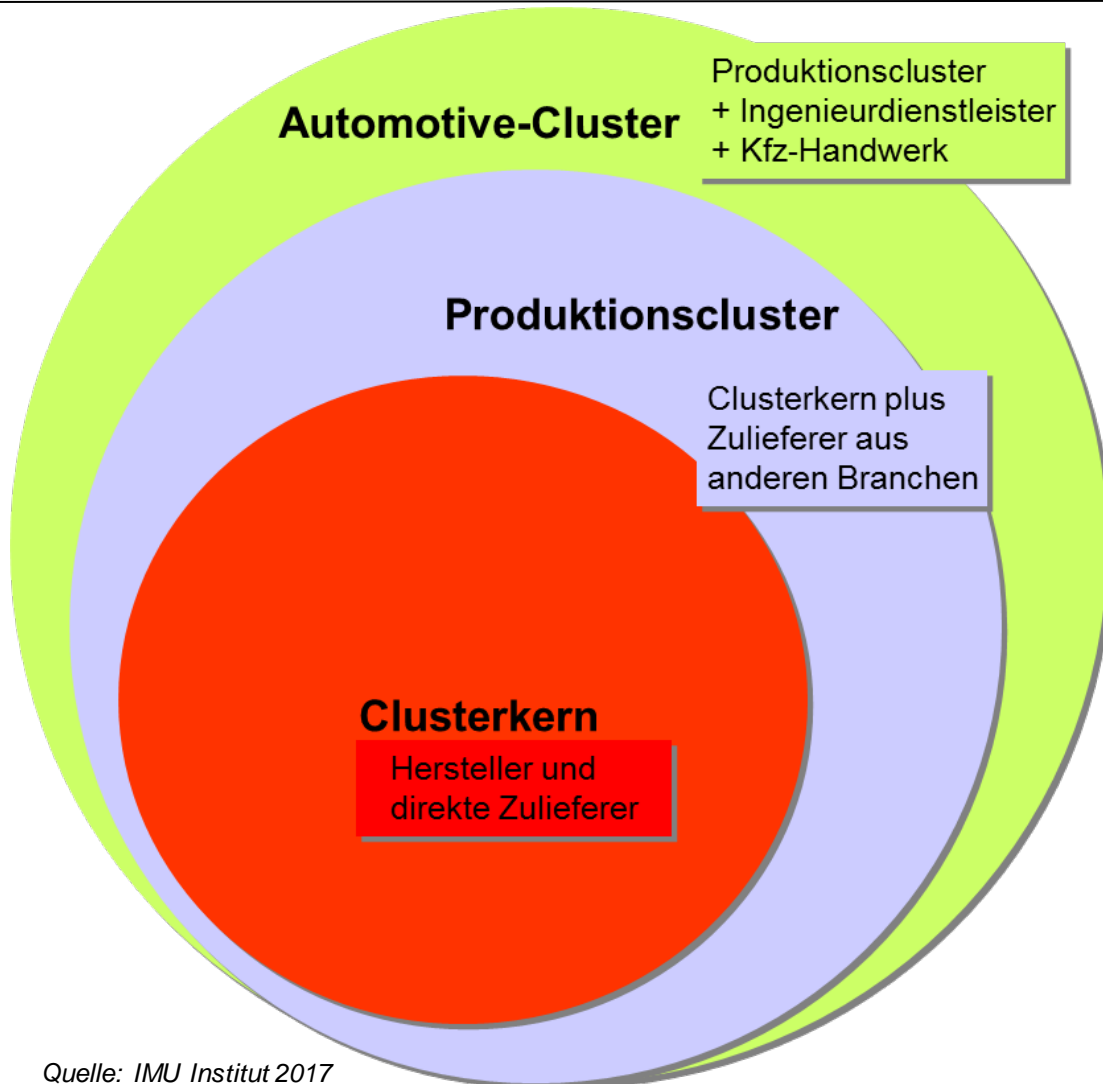 Automotive-Cluster
Produktionscluster
+ Ingenieurdienstleister
+ Kfz-Handwerk
Produktionscluster
Clusterkern plus
Zulieferer aus
anderen Branchen
Clusterkern
Hersteller und
direkte Zulieferer
Quelle: IMU Institut 2017